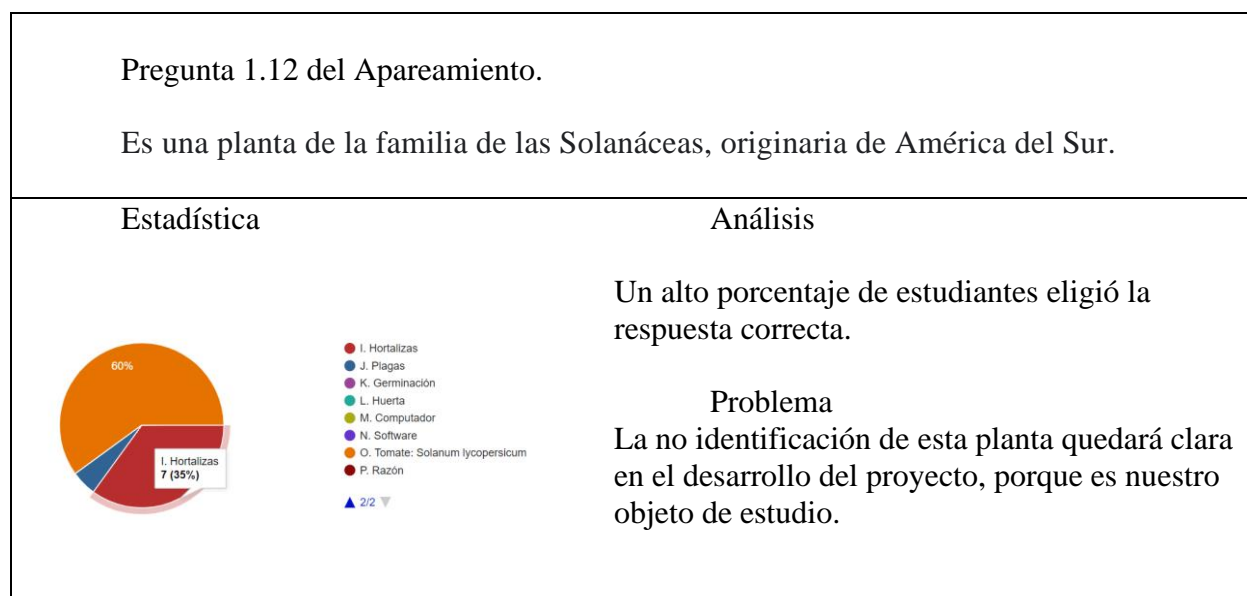 Pregunta 1.12 del Apareamiento.
Es una planta de la familia de las Solanáceas, originaria de América del Sur.
Estadística
60%
I. Hortalizas
7 (35%)
I. Hortalizas
J. Plagas
K. Germinación
L. Huerta
M. Computador
N. Software
O. Tomate: Solanum lycopersicum
P. Razón
2/2
Análisis
Un alto porcentaje de estudiantes eligió la
respuesta correcta.
Problema
La no identificación de esta planta quedará clara
en el desarrollo del proyecto, porque es nuestro
objeto de estudio.